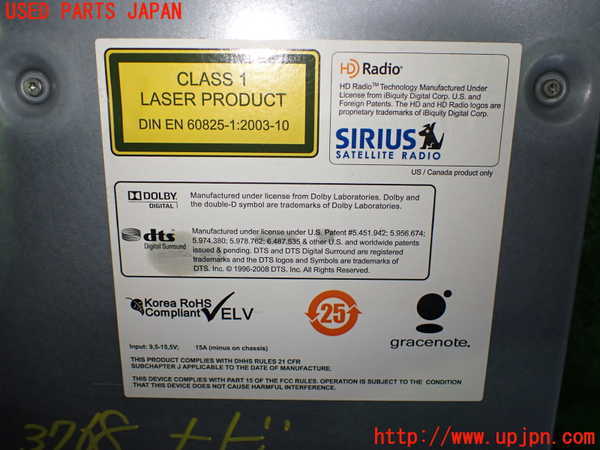 USED PARTS JAPAN
CLASS 1
LASER PRODUCT
DIN EN 60825-1:2003-10
HD Radio®
HD Radio™ Technology Manufactured Under
License from iBiquity Digital Corp. U.S. and
Foreign Patents. The HD and HD Radio logos are
proprietary trademarks of iBiquity Digital Corp.
SIRIUS
SATELLITE RADIO
US / Canada product only
DOLBY
DIGITAL
Manufactured under license from Dolby Laboratories. Dolby and
the double-D symbol are trademarks of Dolby Laboratories.
dts
Digital Surround
Manufactured under license under U.S. Patent #5.451.942; 5.956,674;
5.974,380; 5.978.762; 6.487,535 & other U.S. and worldwide patents
issued & pending. DTS and DTS Digital Surround are registered
trademarks and the DTS logos and Symbols are trademarks of
DTS, Inc. © 1996-2008 DTS, Inc. All Rights Reserved.
Korea RoHS
Compliant
ELV
25
gracenote.
Input: 9,5-15,5V; 15A (minus on chassis)
THIS PRODUCT COMPLIES WITH DHHS RULES 21 CFR
SUBCHAPTER J APPLICABLE TO THE DATE OF MANUFACTURE.
THIS DEVICE COMPLIES WITH PART 15 OF THE FCC RULES. OPERATION IS SUBJECT TO THE CONDITION
THAT THIS DEVICE DOES NOT CAUSE HARMFUL INTERFERENCE.
3768 ナビ
http://www.upjpn.com/